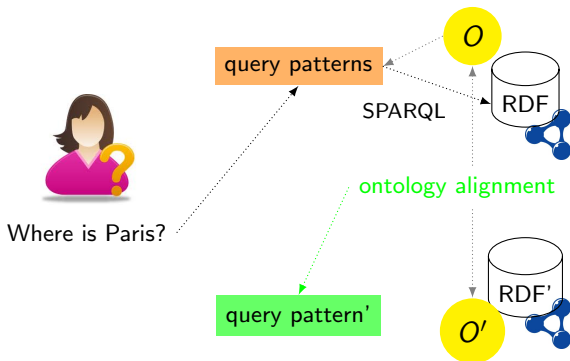 O
query patterns
RDF
SPARQL
?
ontology alignment
Where is Paris?
RDF'
query pattern'
O'